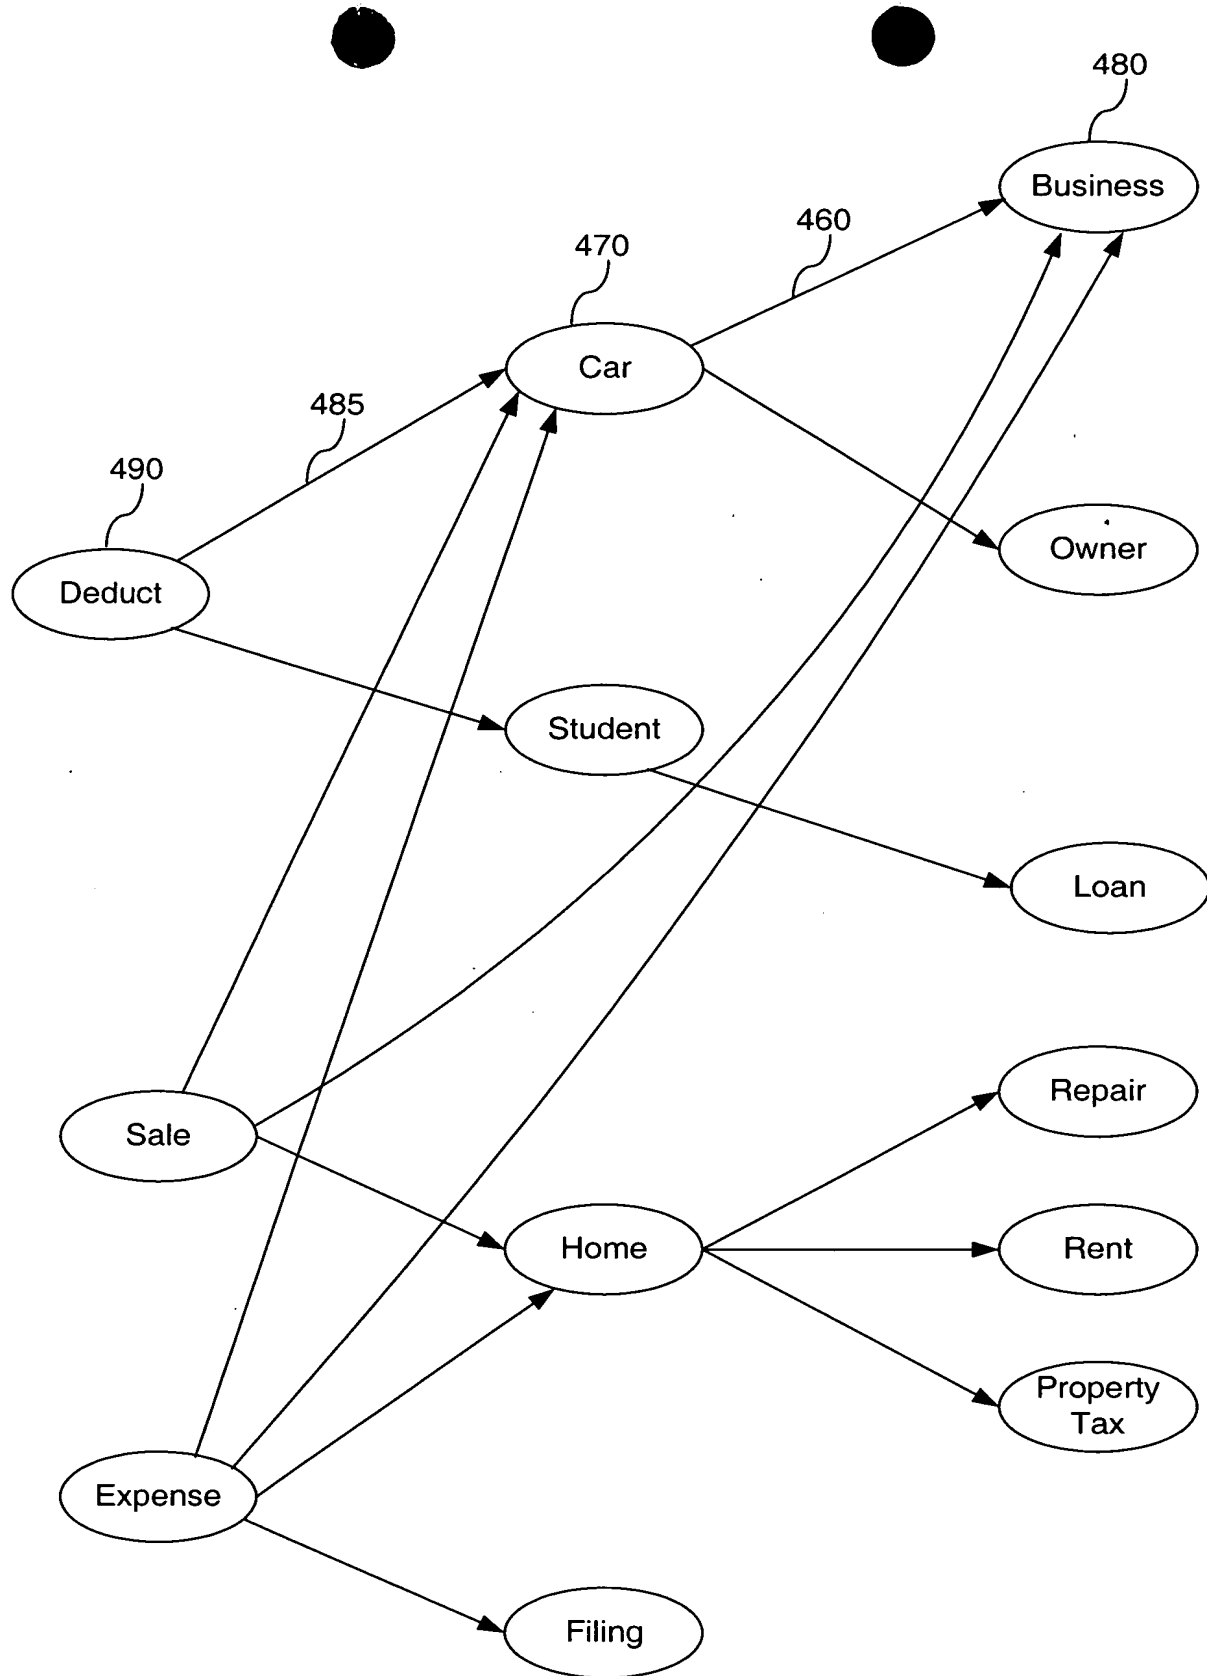 480
Business
460
470
Car
485
490
Owner
Deduct
Student
Loan
Repair
Sale
Home
Rent
Property
Tax
Expense
Filing